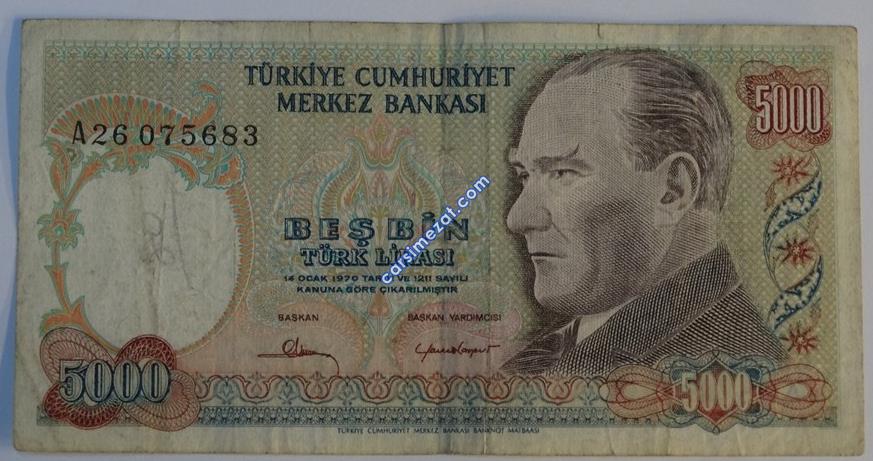 TÜRKİYE CUMHURİYET
MERKEZ BANKASI
5000
A26 075683
BEŞ BİN
TÜRK LİRASI
14 OCAK 1970 TARİH VE 1211 SAYILI
KANUNA GÖRE ÇIKARILMIŞTIR
BAŞKAN
BAŞKAN YARDIMCISI
5000
5000
TÜRKİYE CUMHURİYET MERKEZ BANKASI BANKNOT MATBAASI
carsimezat.com